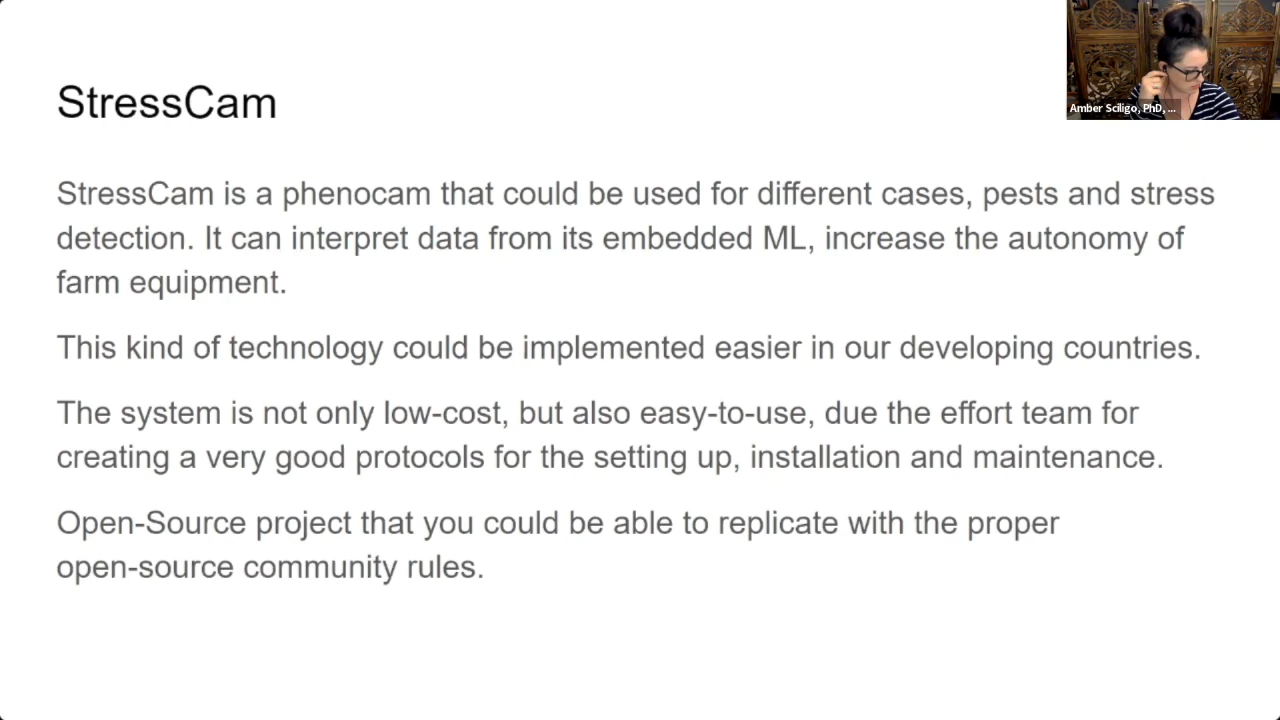 StressCam
StressCam is a phenocam that could be used for different cases, pests and stress
detection. It can interpret data from its embedded ML, increase the autonomy of
farm equipment.
This kind of technology could be implemented easier in our developing countries.
The system is not only low-cost, but also easy-to-use, due the effort team for
creating a very good protocols for the setting up, installation and maintenance.
Open-Source project that you could be able to replicate with the proper
open-source community rules.
Amber Sciligo, PhD, ...